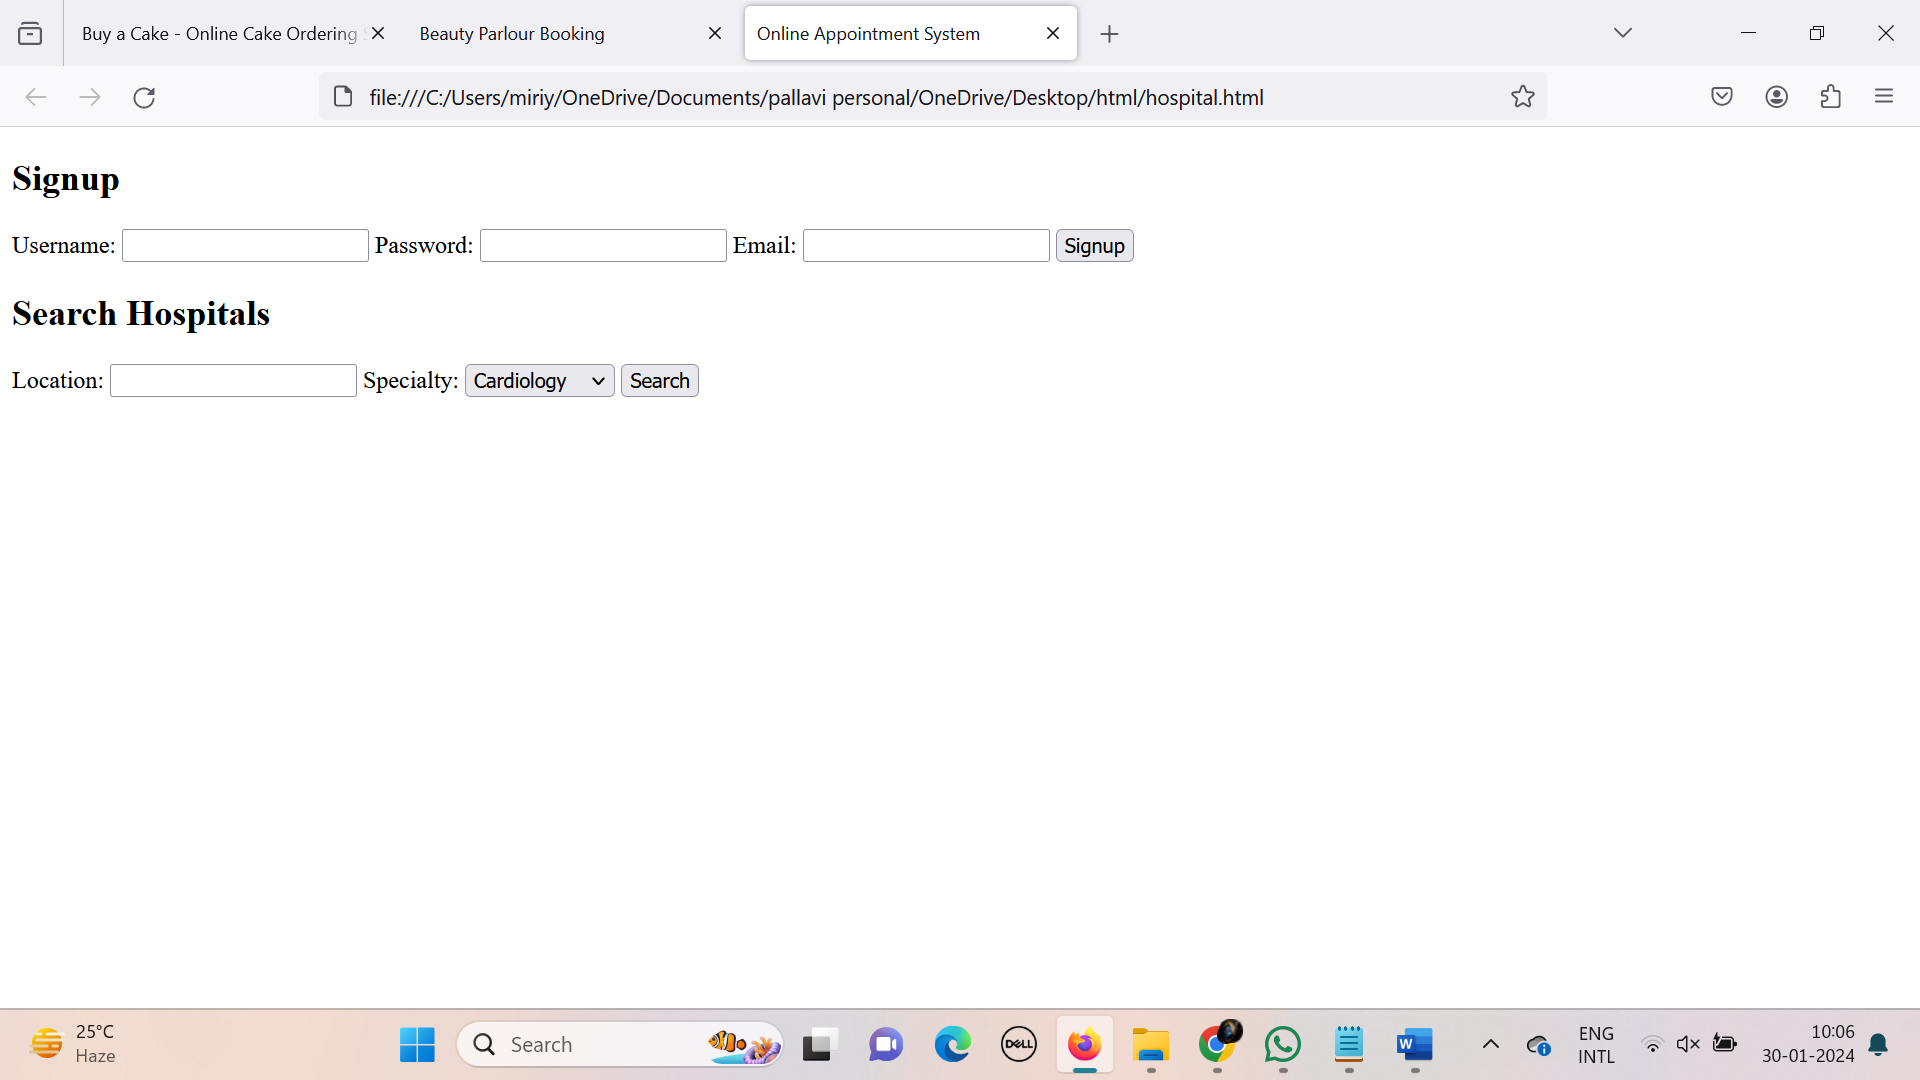 Buy a Cake - Online Cake Ordering
Beauty Parlour Booking
Online Appointment System
file:///C:/Users/miriy/OneDrive/Documents/pallavi personal/OneDrive/Desktop/html/hospital.html
Signup
Username: Password: Email: Signup
Search Hospitals
Location: Specialty: Cardiology Search
25°C
Haze
Search
DELL
W
ENG
INTL
10:06
30-01-2024